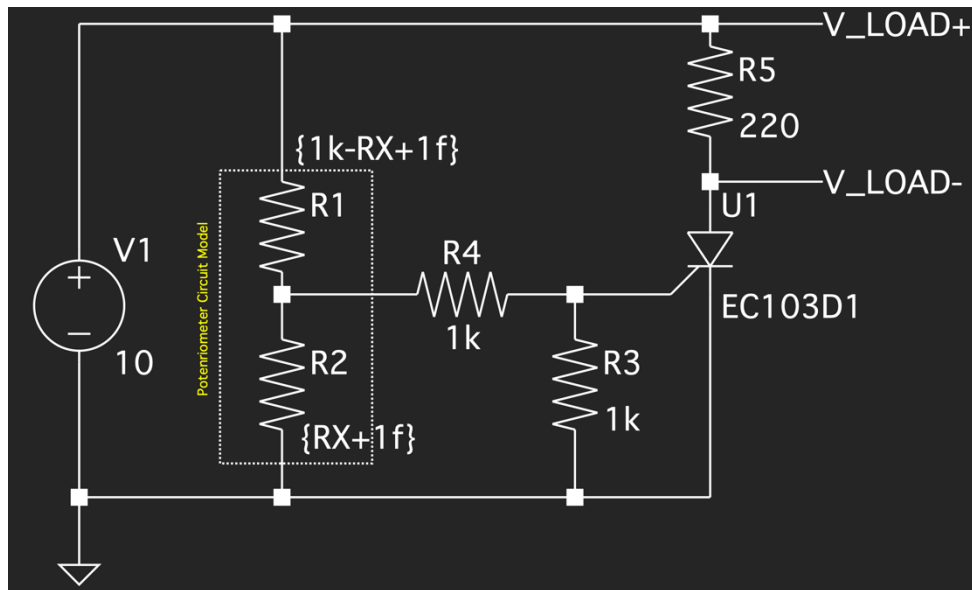 V_LOAD+
R5
220
{1k-RX+1f}
V_LOAD-
R1
U1
Potenriometer Circuit Model
V1
R4
EC103D1
1k
10
R2
R3
1k
{RX+1f}